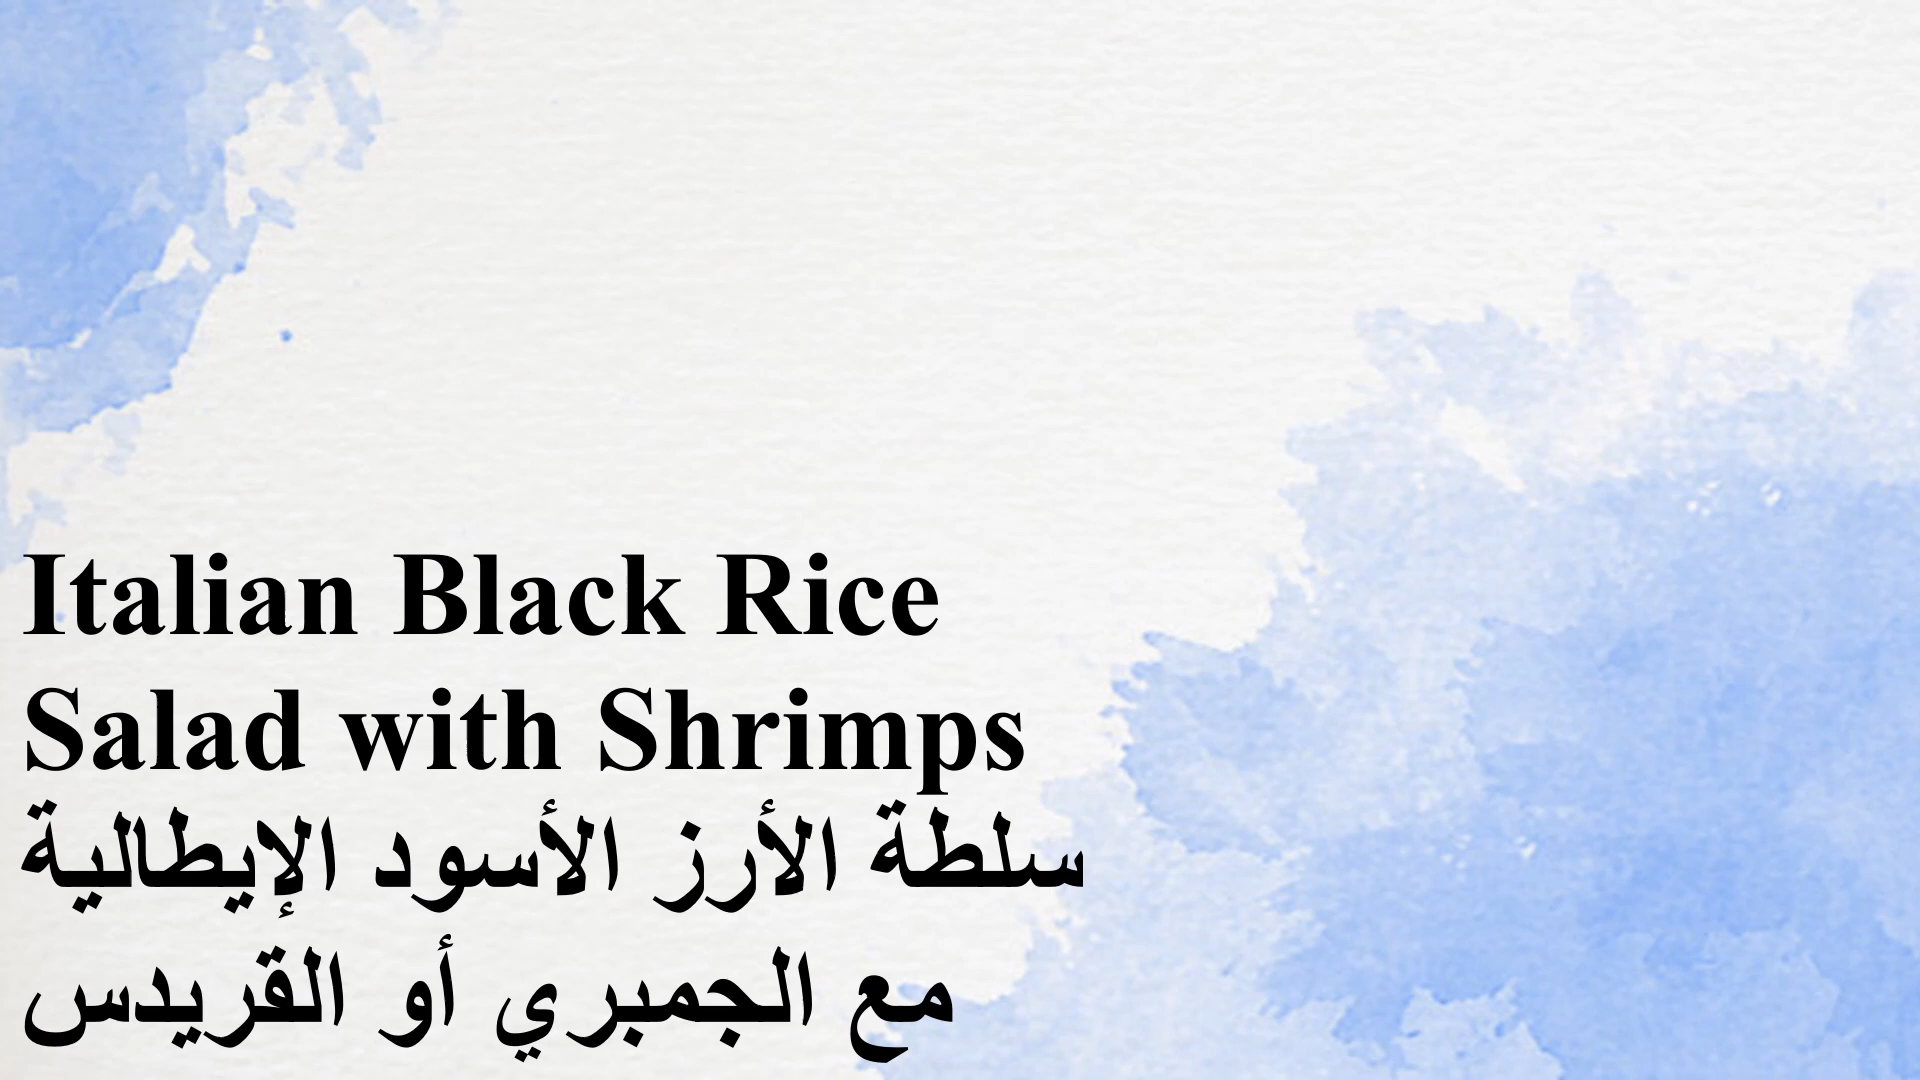 Italian Black Rice
Salad with Shrimps
سلطة الأرز الأسود الإيطالية
مع الجمبري أو القريدس